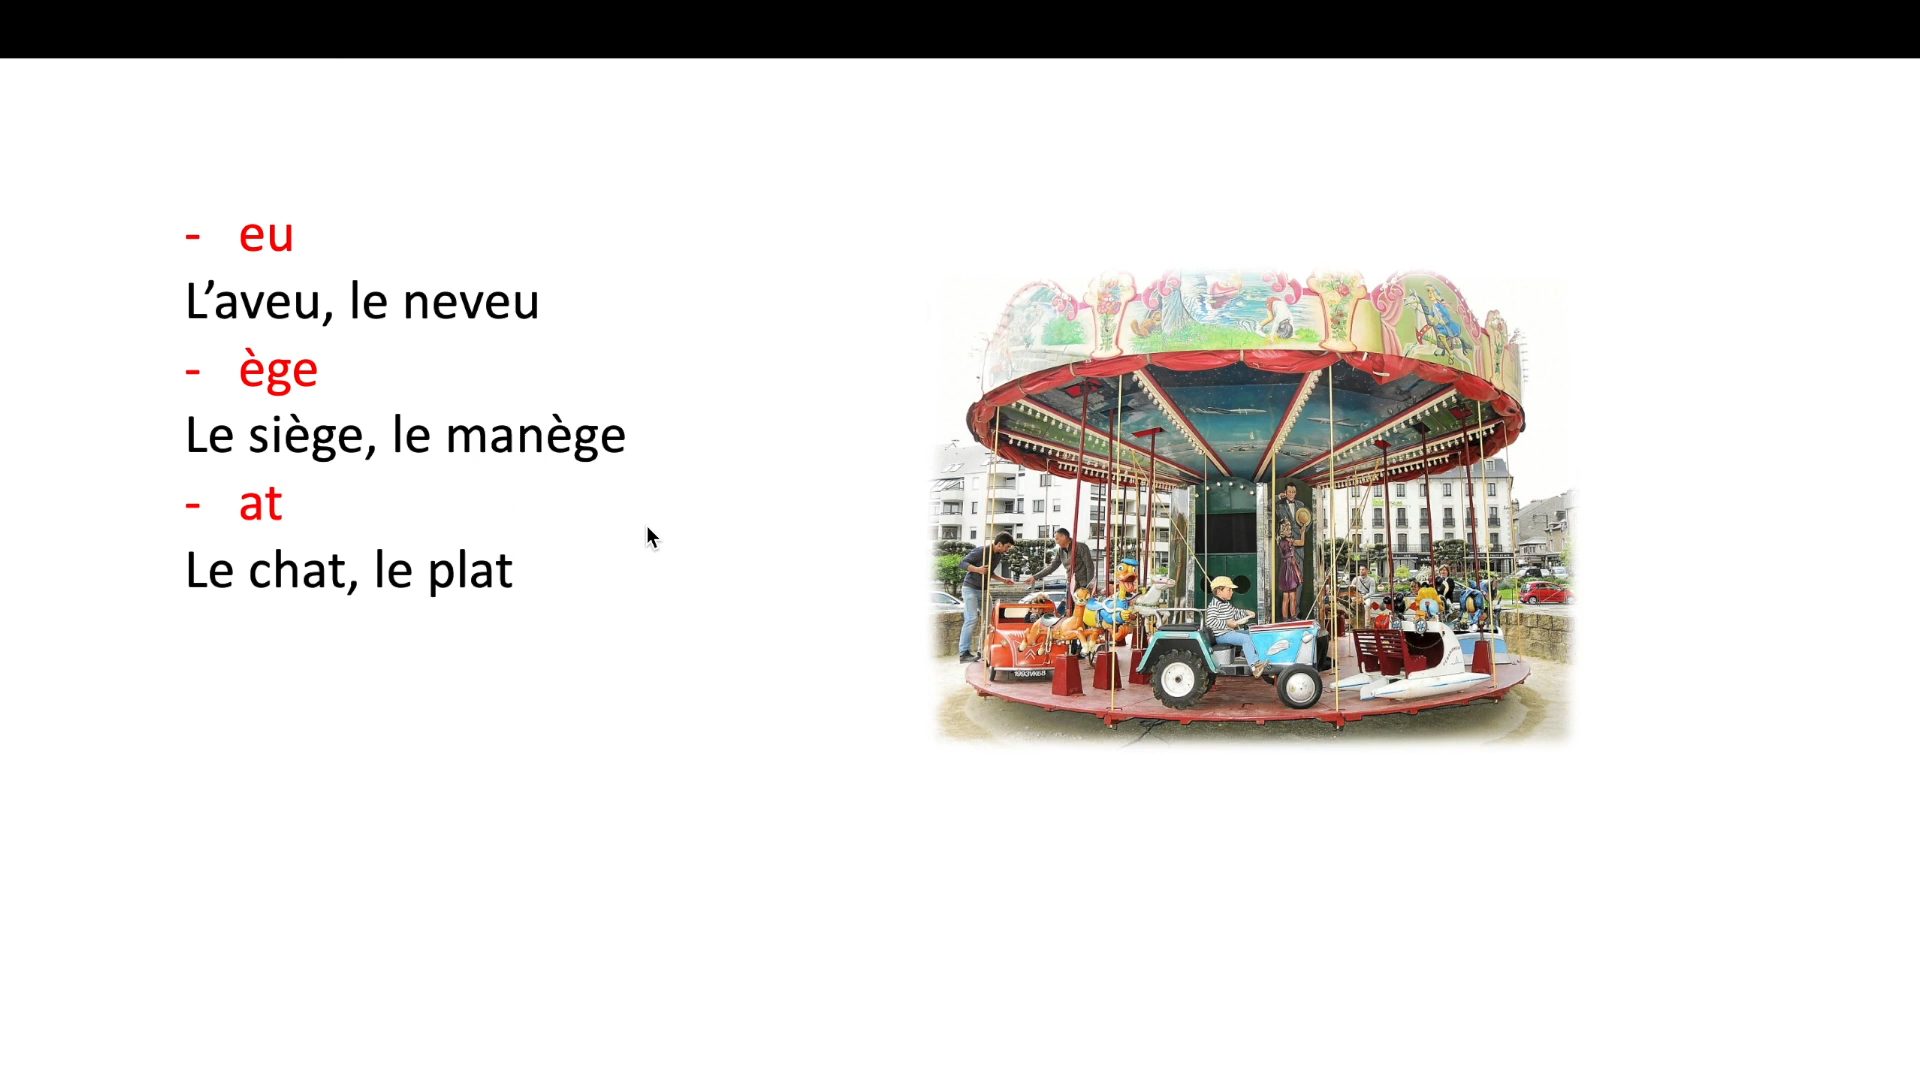 - eu
L’aveu, le neveu
- ège
Le siège, le manège
- at
Le chat, le plat